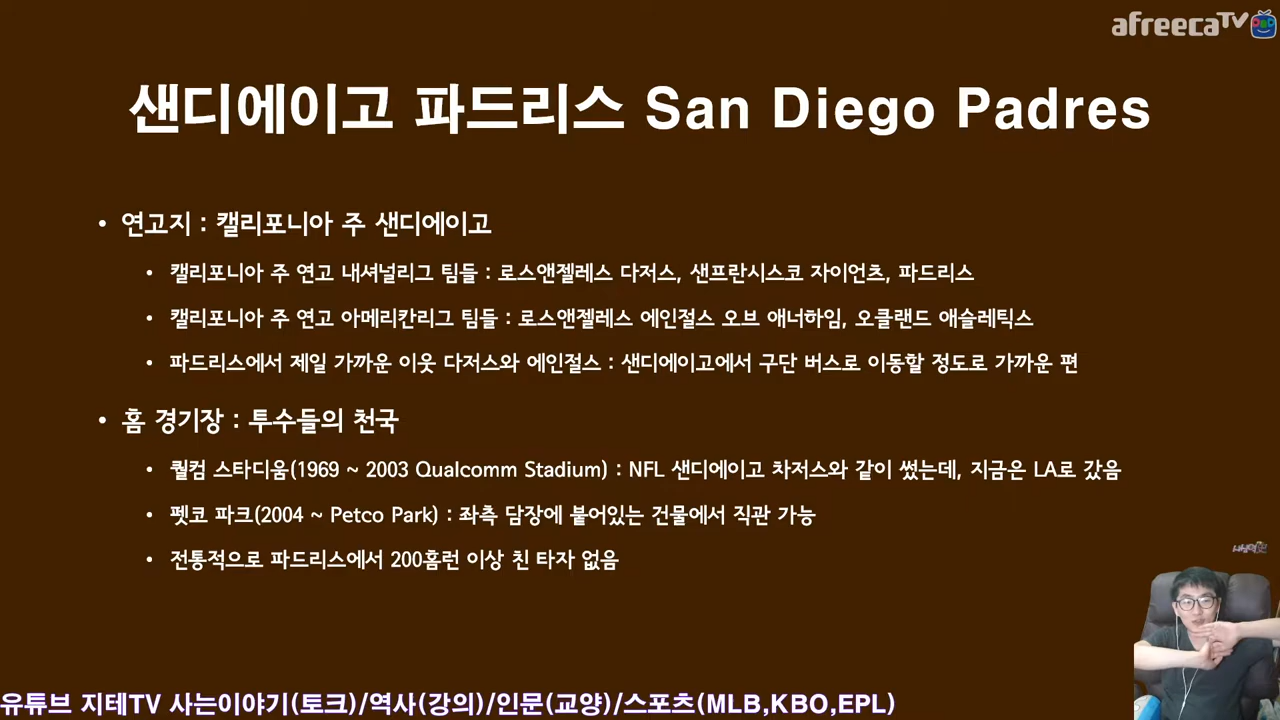 afreecaTV
샌디에이고 파드리스 San Diego Padres
• 연고지 : 캘리포니아 주 샌디에이고
• 캘리포니아 주 연고 내셔널리그 팀들 : 로스앤젤레스 다저스, 샌프란시스코 자이언츠, 파드리스
• 캘리포니아 주 연고 아메리칸리그 팀들 : 로스앤젤레스 에인절스 오브 애너하임, 오클랜드 애슬레틱스
• 파드리스에서 제일 가까운 이웃 다저스와 에인절스 : 샌디에이고에서 구단 버스로 이동할 정도로 가까운 편
• 홈 경기장 : 투수들의 천국
• 퀄컴 스타디움(1969 ~ 2003 Qualcomm Stadium) : NFL 샌디에이고 차저스와 같이 썼는데, 지금은 LA로 갔음
• 펫코 파크(2004 ~ Petco Park) : 좌측 담장에 붙어있는 건물에서 직관 가능
• 전통적으로 파드리스에서 200홈런 이상 친 타자 없음
유튜브 지테TV 사는이야기(토크)/역사(강의)/인문(교양)/스포츠(MLB,KBO,EPL)